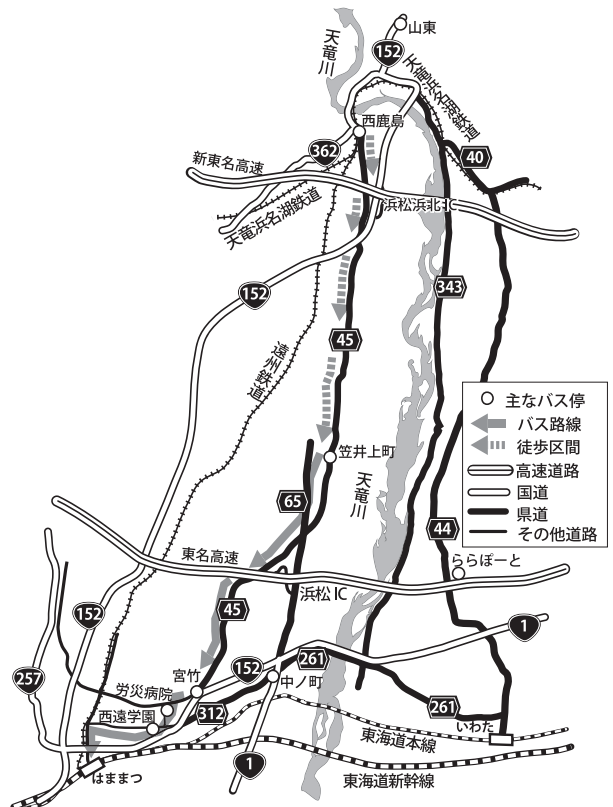 山東
天竜川
152
天竜浜名湖鉄道
西鹿島
362
40
新東名高速
浜松浜北IC
天竜浜名湖鉄道
152
343
45
遠州鉄道
主なバス停
バス路線
徒歩区間
高速道路
国道
県道
その他道路
笠井上町
天竜川
65
44
東名高速
ららぽーと
浜松IC
45
152
1
宮竹
152
261
257
労災病院
中ノ町
西遠学園
312
261
いわた
東海道本線
1
はままつ
東海道新幹線